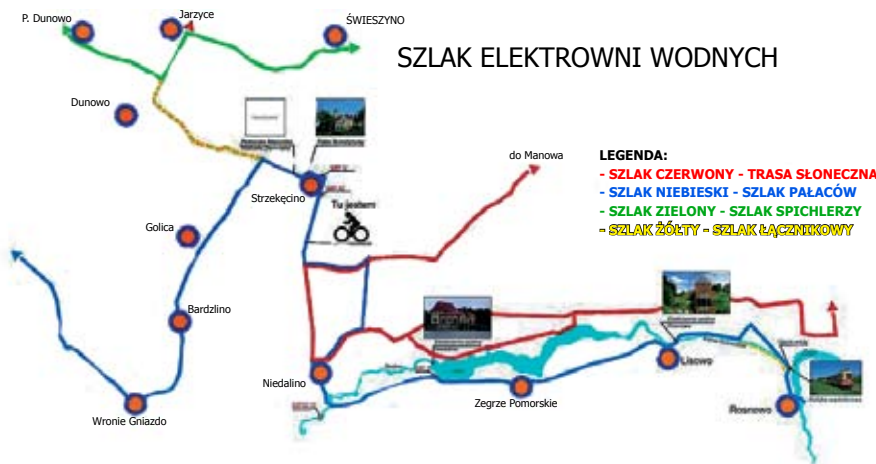 P. Dunowo
Jarzyce
ŚWIESZYNO
SZLAK ELEKTROWNI WODNYCH
Dunowo
do Manowa
LEGENDA:
- SZLAK CZERWONY - TRASA SŁONECZNA
- SZLAK NIEBIESKI - SZLAK PAŁACÓW
- SZLAK ZIELONY - SZLAK SPICHLERZY
- SZLAK ŻÓŁTY - SZLAK ŁĄCZNIKOWY
Strzekęcino
Tu jestem
Golica
Bardzlino
Niedalino
Lisowo
Zegrze Pomorskie
Rosnowo
Wronie Gniazdo